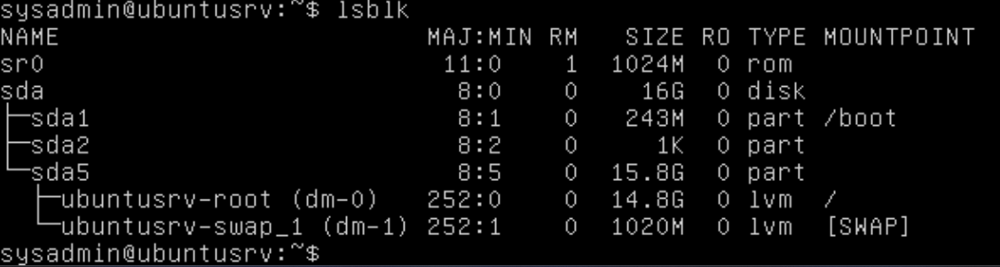 sysadmin@ubuntusrv:~$ lsblk
NAME                        MAJ:MIN RM   SIZE RO TYPE MOUNTPOINT
sr0                          11:0    1  1024M  0 rom
sda                           8:0    0    16G  0 disk
├─sda1                        8:1    0   243M  0 part /boot
├─sda2                        8:2    0     1K  0 part
└─sda5                        8:5    0  15.8G  0 part
  ├─ubuntusrv-root (dm-0)   252:0    0  14.8G  0 lvm  /
  └─ubuntusrv-swap_1 (dm-1) 252:1    0  1020M  0 lvm  [SWAP]
sysadmin@ubuntusrv:~$